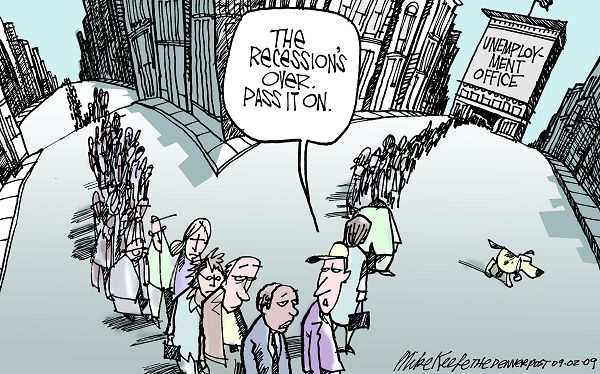 THE
RECESSION'S
OVER.
PASS IT ON.
UNEMPLOY-
MENT
OFFICE
Mike Keefe THE DENVER POST 09·02·09